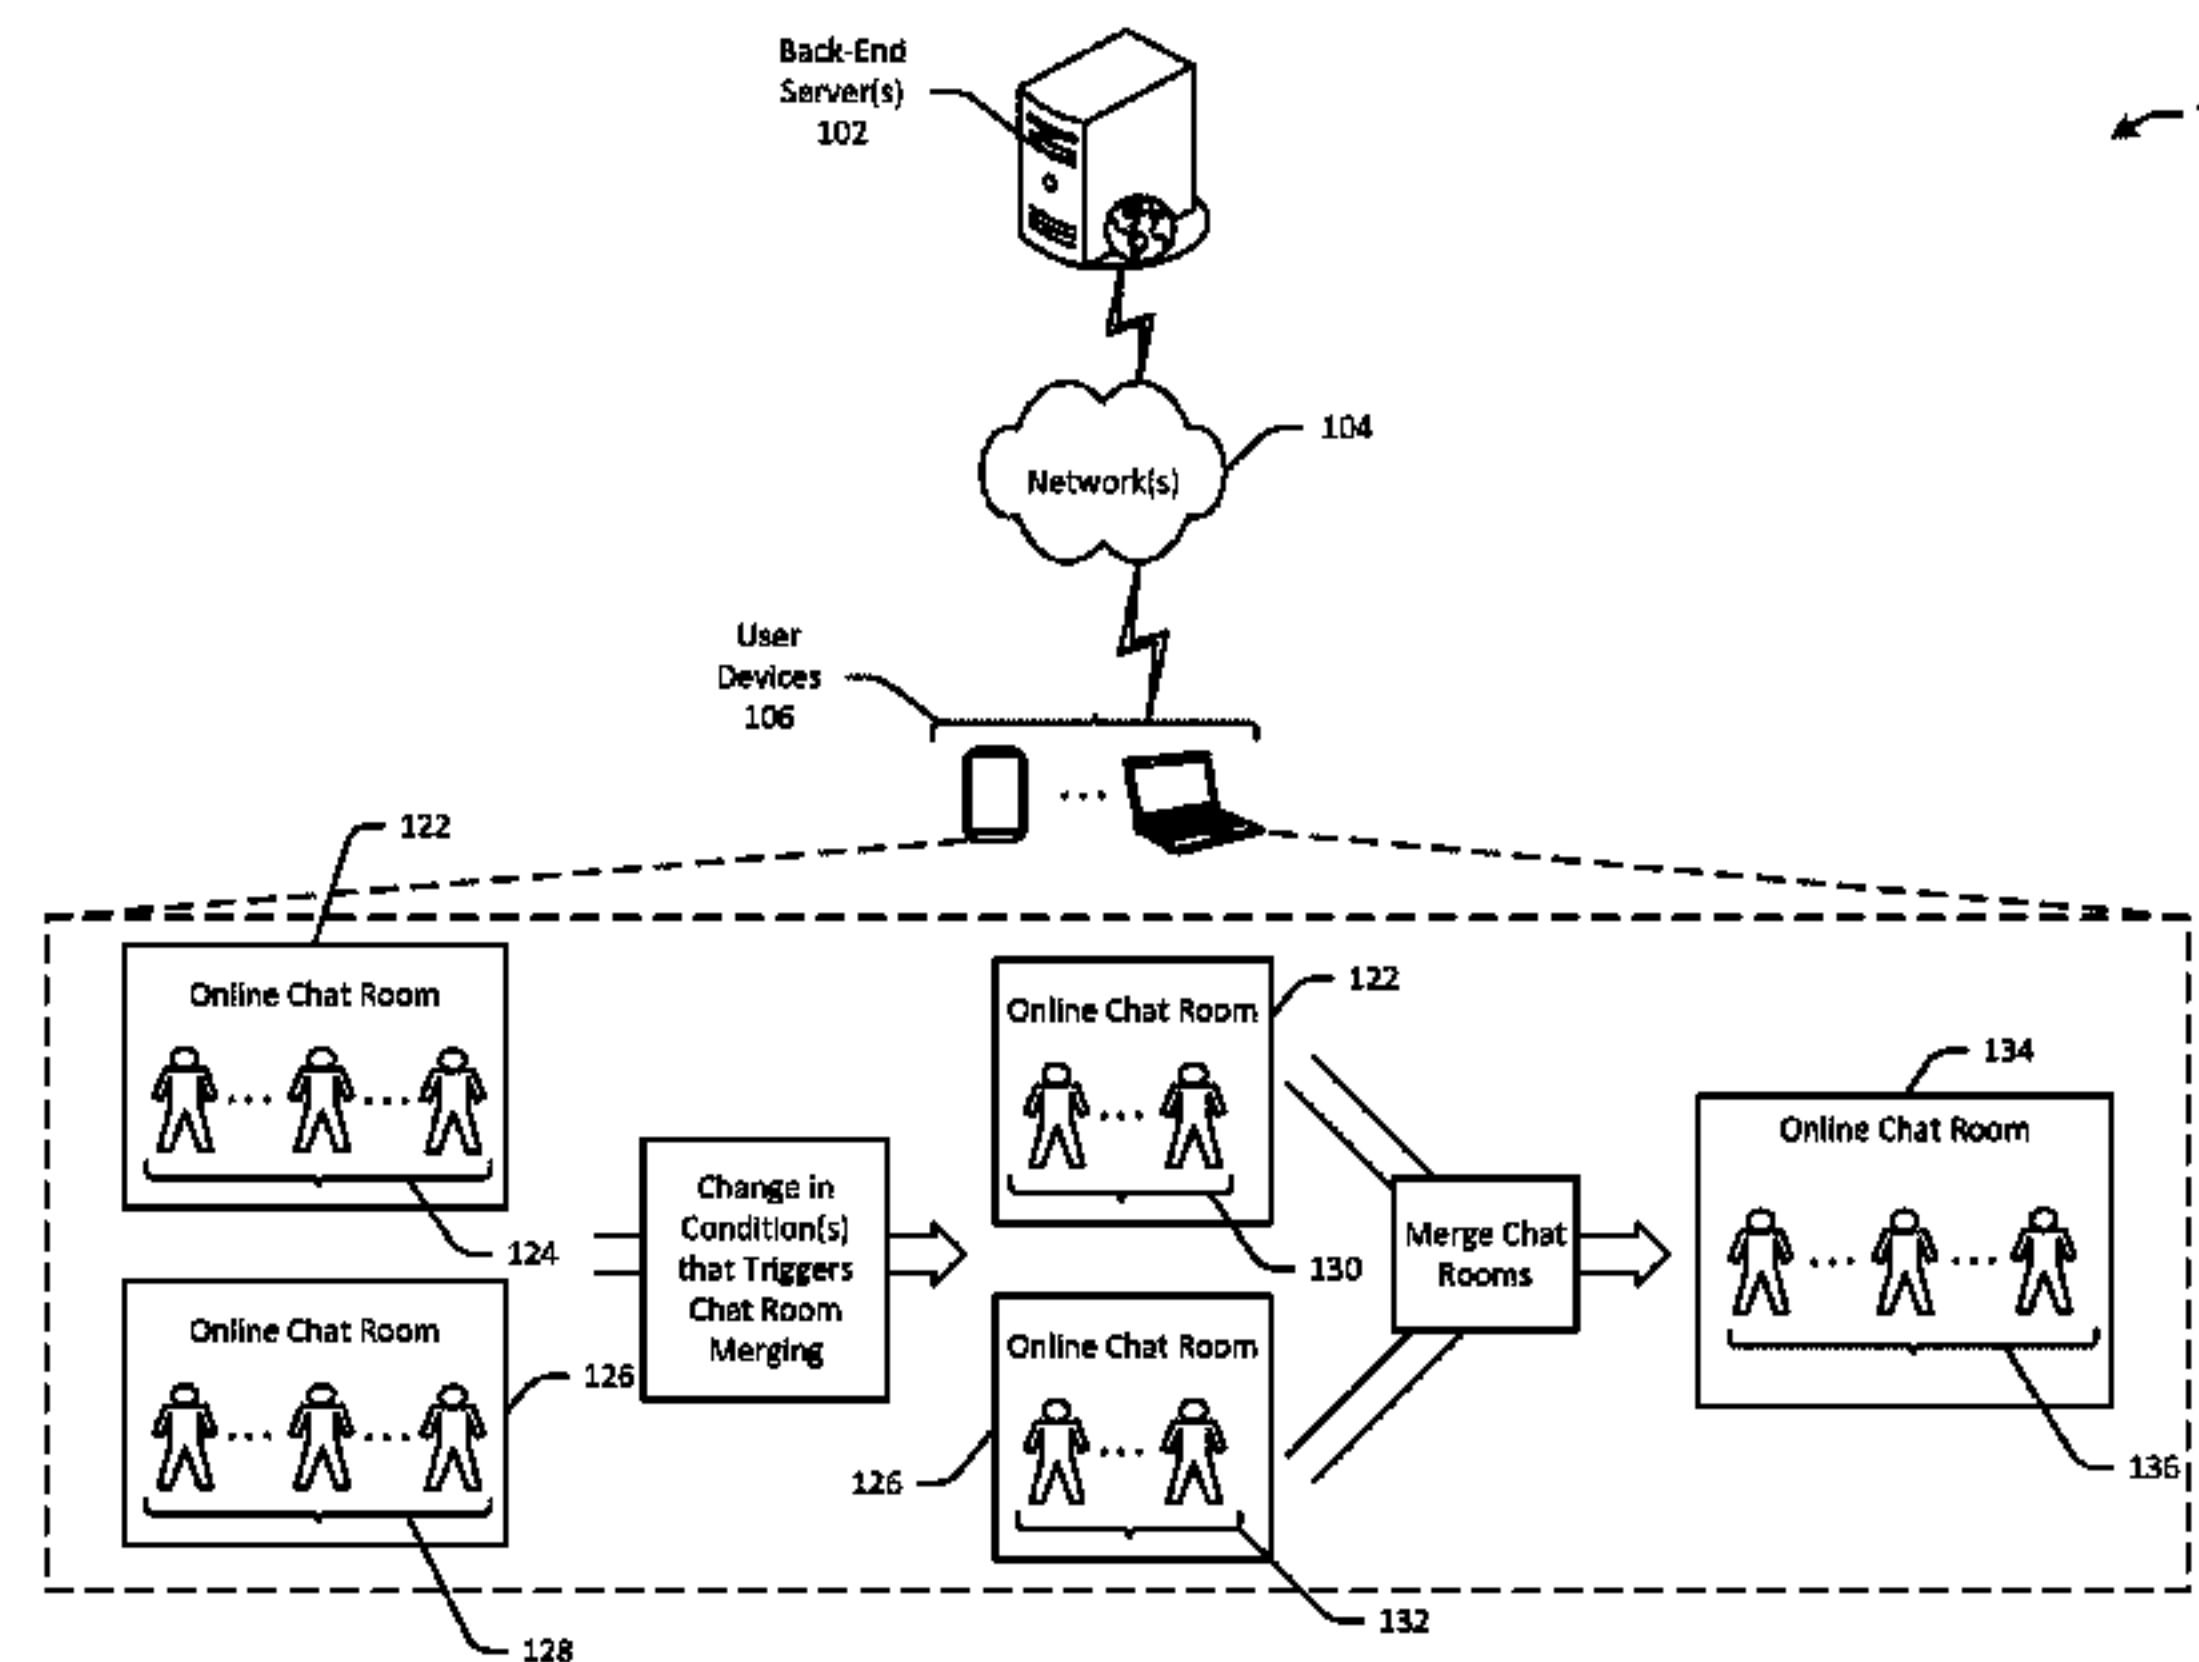 Back-End
Server(s)
102
104
Network(s)
User
Devices
106
122
Online Chat Room
124
Online Chat Room
126
128
Change in
Condition(s)
that Triggers
Chat Room
Merging
Online Chat Room
122
130
Online Chat Room
126
132
Merge Chat
Rooms
134
Online Chat Room
136